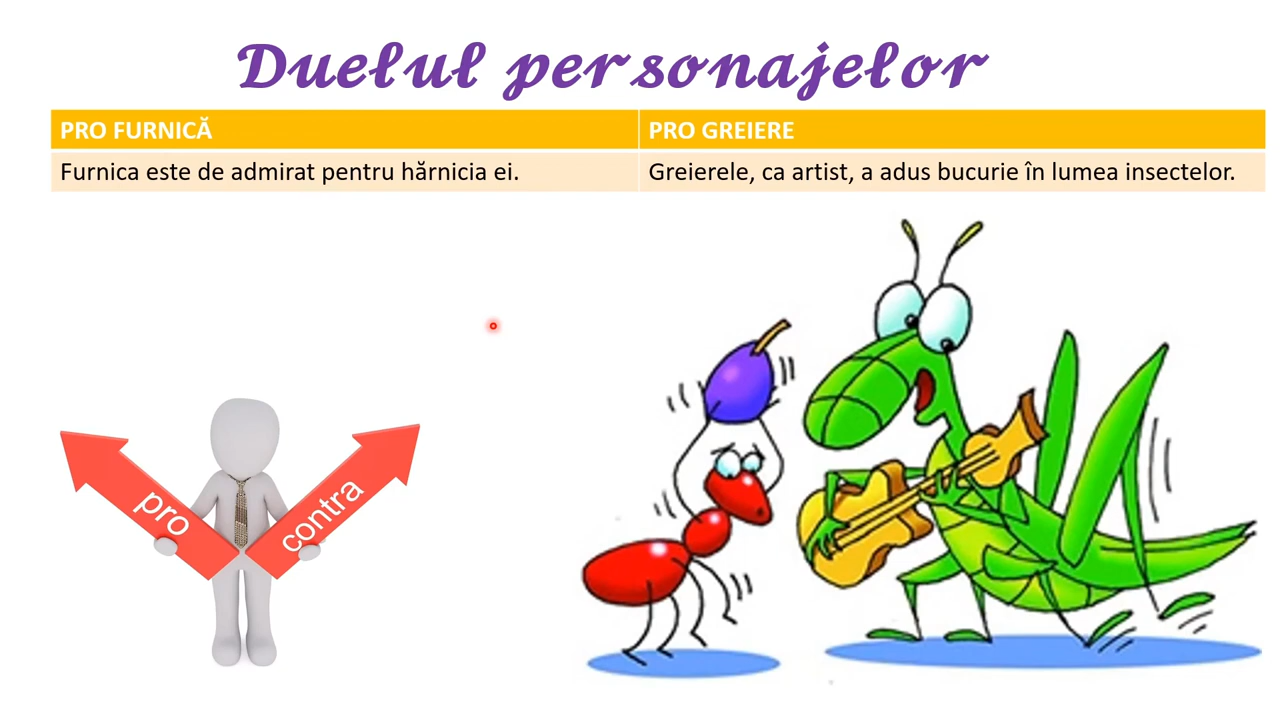 Duelul personajelor
PRO FURNICĂ
PRO GREIERE
Furnica este de admirat pentru hărnicia ei.
Greierele, ca artist, a adus bucurie în lumea insectelor.
pro
contra